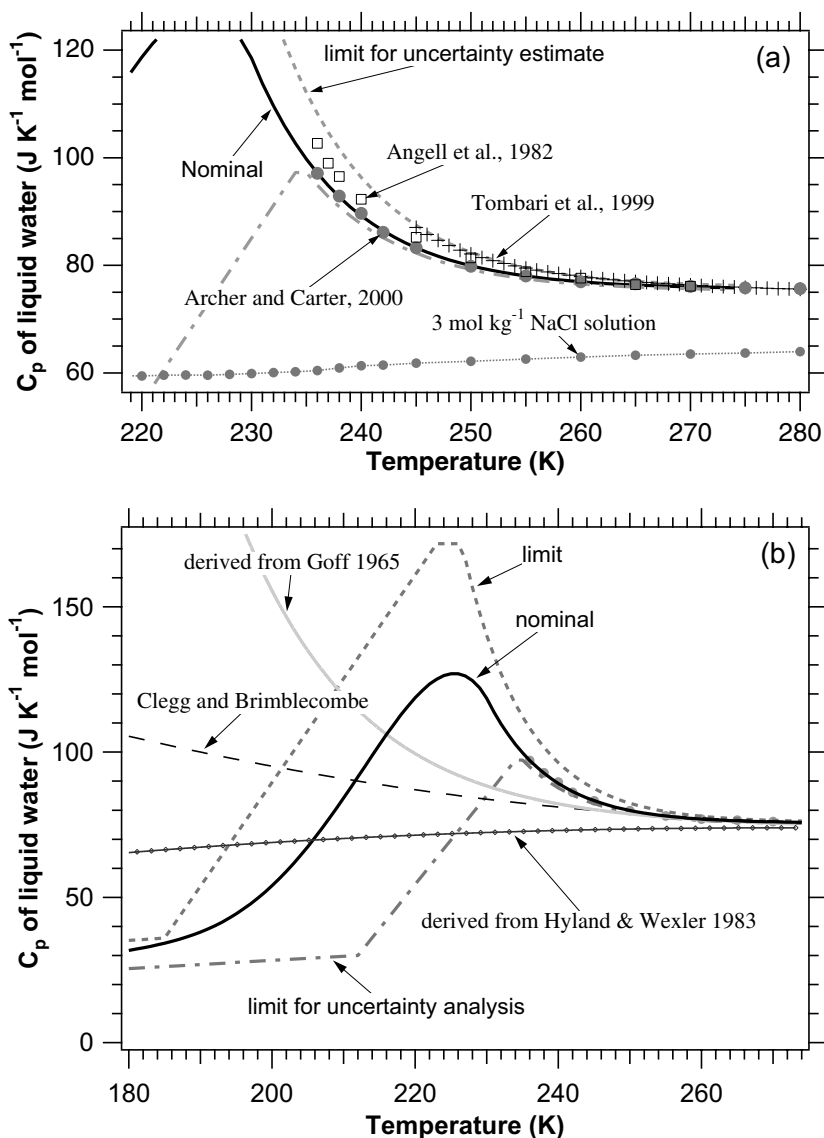 (a)
120
100
80
60
C_p of liquid water (J K⁻¹ mol⁻¹)
limit for uncertainty estimate
Nominal
Angell et al., 1982
Tombari et al., 1999
Archer and Carter, 2000
3 mol kg⁻¹ NaCl solution
220 230 240 250 260 270 280
Temperature (K)
(b)
150
100
50
0
C_p of liquid water (J K⁻¹ mol⁻¹)
derived from Goff 1965
limit
nominal
Clegg and Brimblecombe
derived from Hyland & Wexler 1983
limit for uncertainty analysis
180 200 220 240 260
Temperature (K)